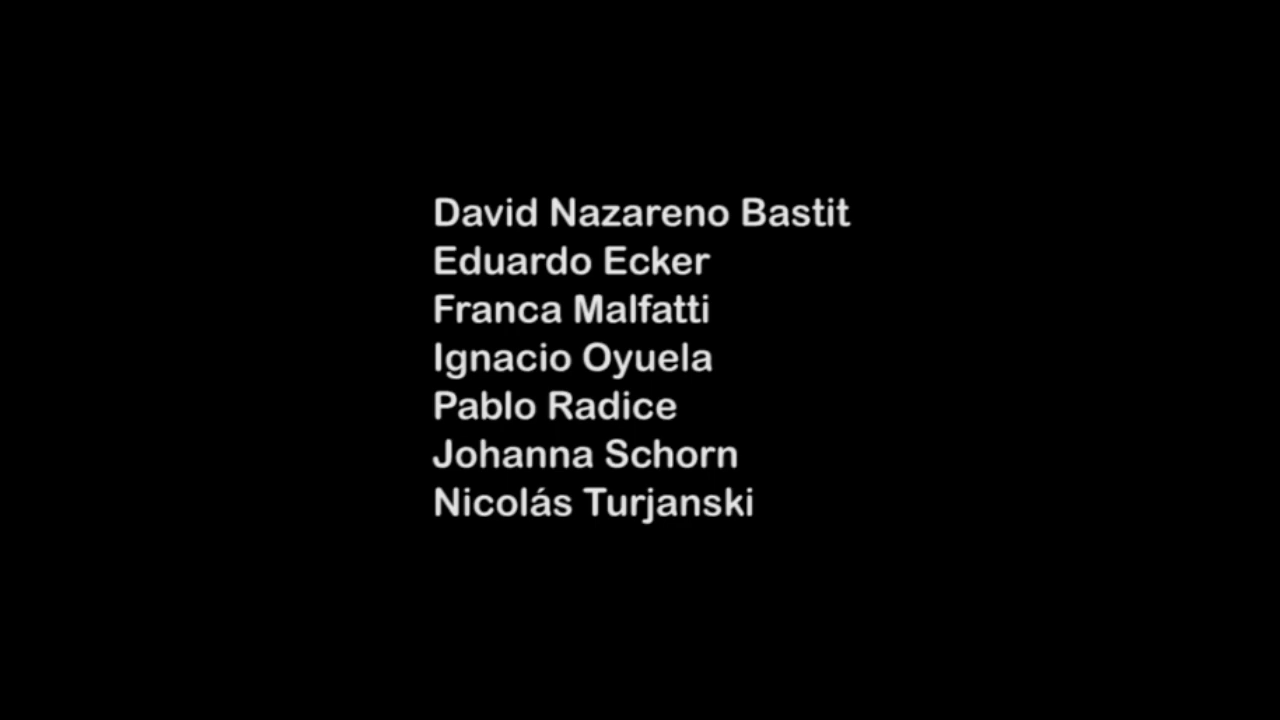 David Nazareno Bastit
Eduardo Ecker
Franca Malfatti
Ignacio Oyuela
Pablo Radice
Johanna Schorn
Nicolás Turjanski